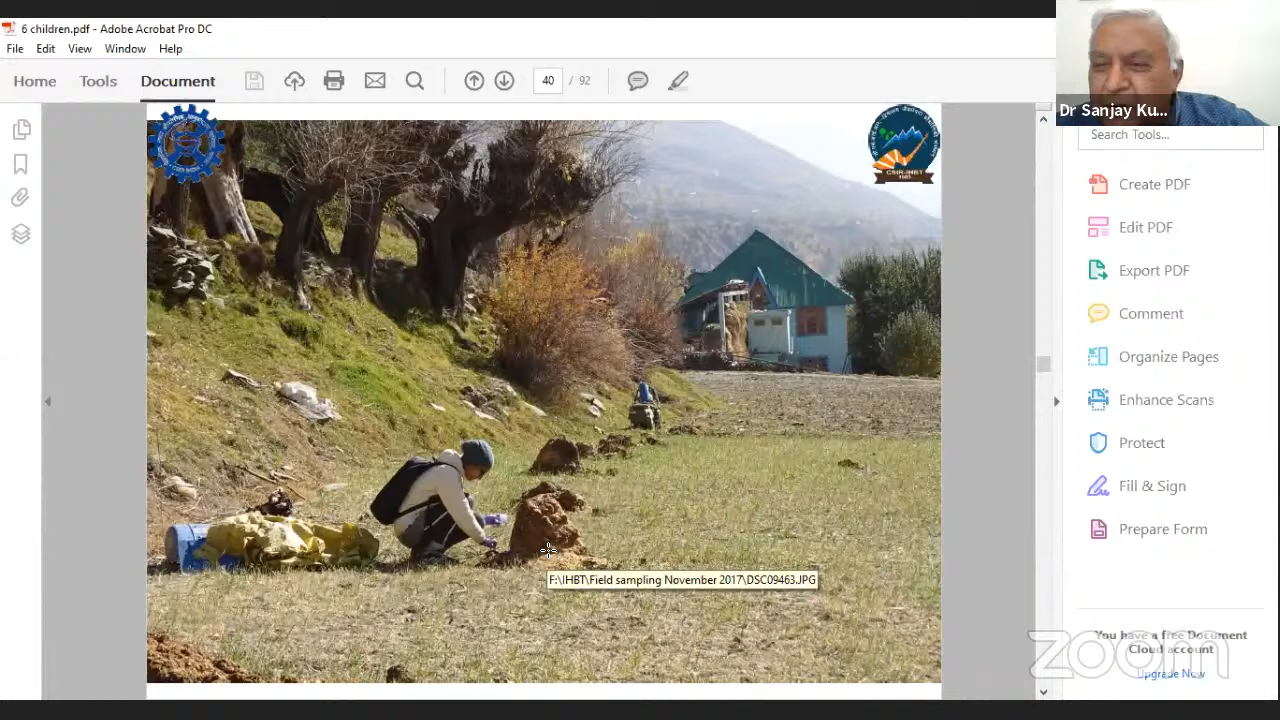 6 children.pdf - Adobe Acrobat Pro DC
File Edit View Window Help
Home Tools Document 40 / 92
Dr Sanjay Ku...
Search Tools...
Create PDF
Edit PDF
Export PDF
Comment
Organize Pages
Enhance Scans
Protect
Fill & Sign
Prepare Form
CSIR-IHBT
F:\IHBT\Field sampling November 2017\DSC09463.JPG
You have a free Document
Cloud account
Upgrade Now
zoom